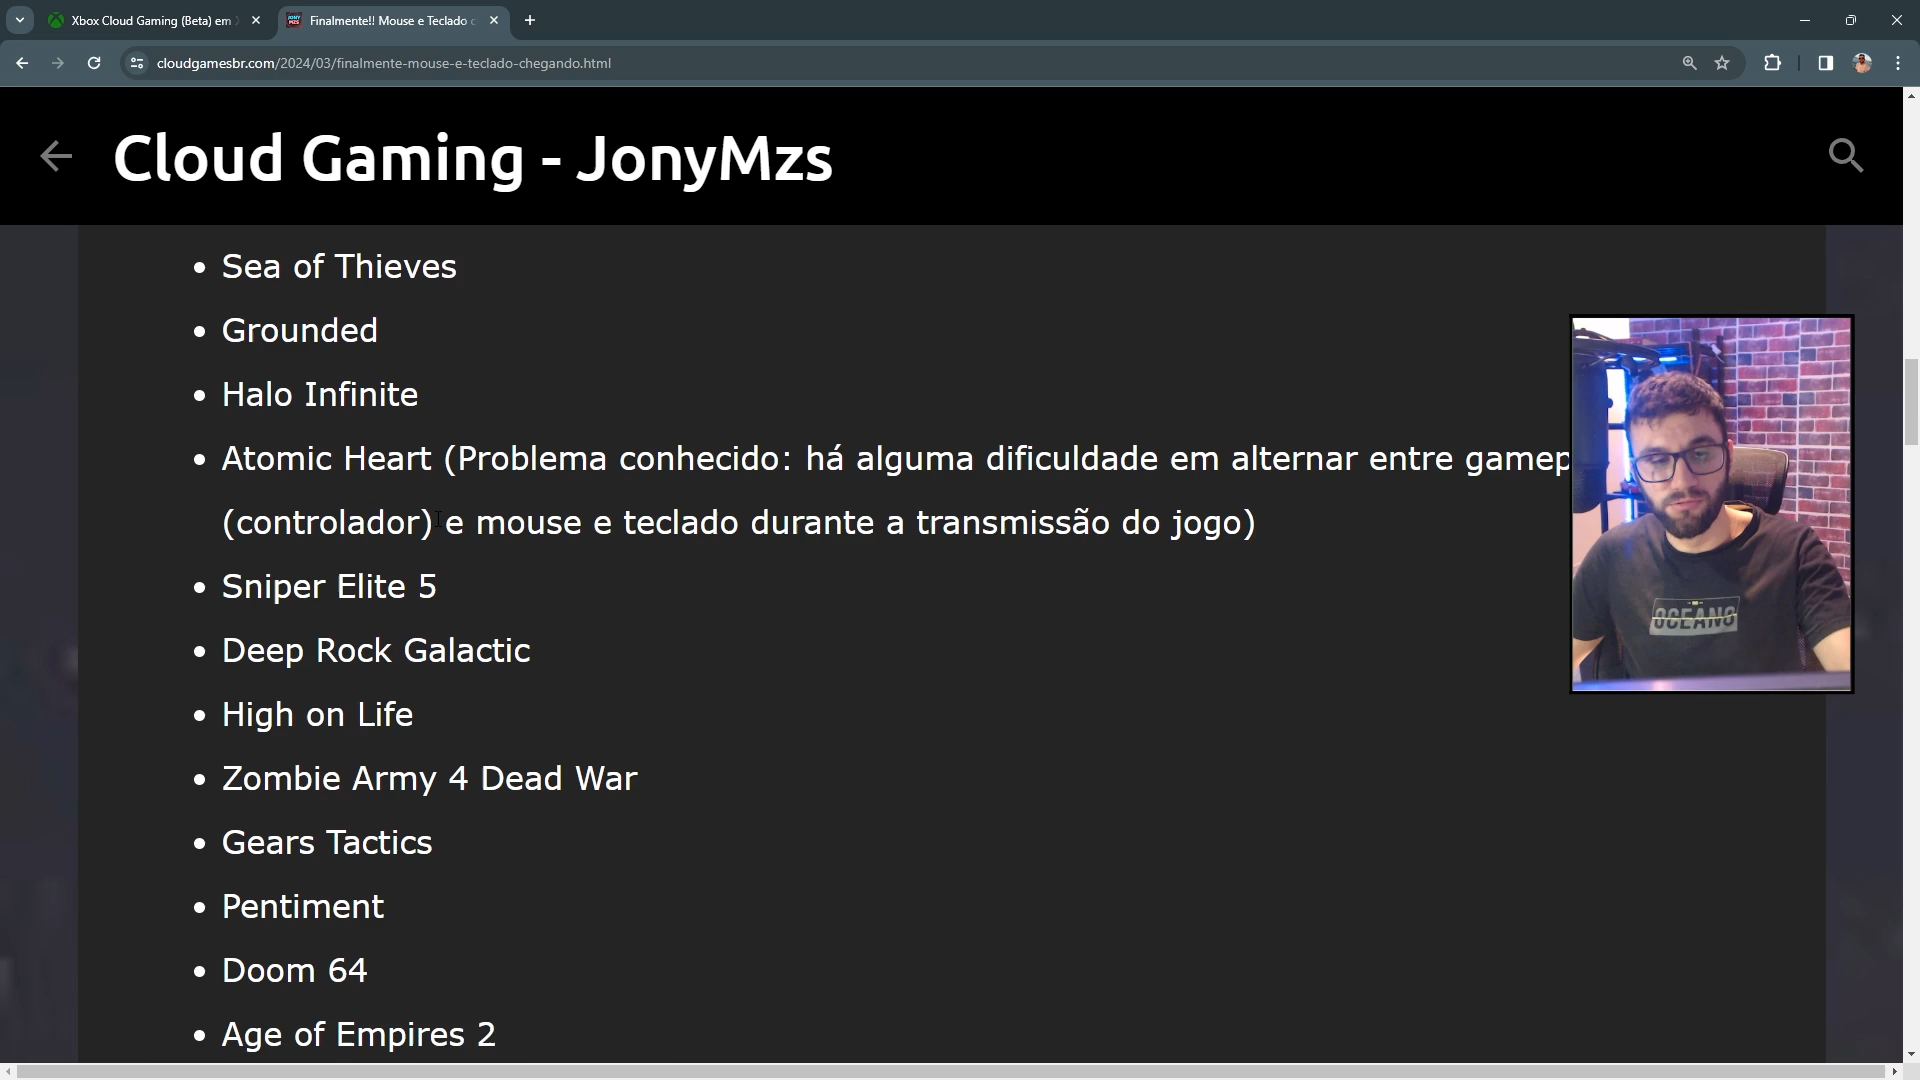 Xbox Cloud Gaming (Beta) em
Finalmente!! Mouse e Teclado
cloudgamesbr.com/2024/03/finalmente-mouse-e-teclado-chegando.html
Cloud Gaming - JonyMzs
• Sea of Thieves
• Grounded
• Halo Infinite
• Atomic Heart (Problema conhecido: há alguma dificuldade em alternar entre gamep
(controlador) e mouse e teclado durante a transmissão do jogo)
• Sniper Elite 5
• Deep Rock Galactic
• High on Life
• Zombie Army 4 Dead War
• Gears Tactics
• Pentiment
• Doom 64
• Age of Empires 2
OCEANO